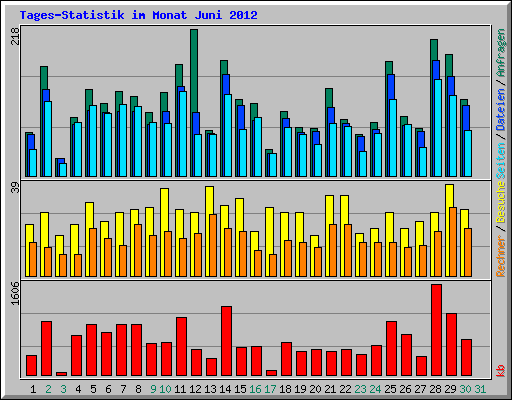 Tages-Statistik im Monat Juni 2012
218
39
1606
Rechner / Besuche Seiten / Dateien / Anfragen
kb
1 2 3 4 5 6 7 8 9 10 11 12 13 14 15 16 17 18 19 20 21 22 23 24 25 26 27 28 29 30 31